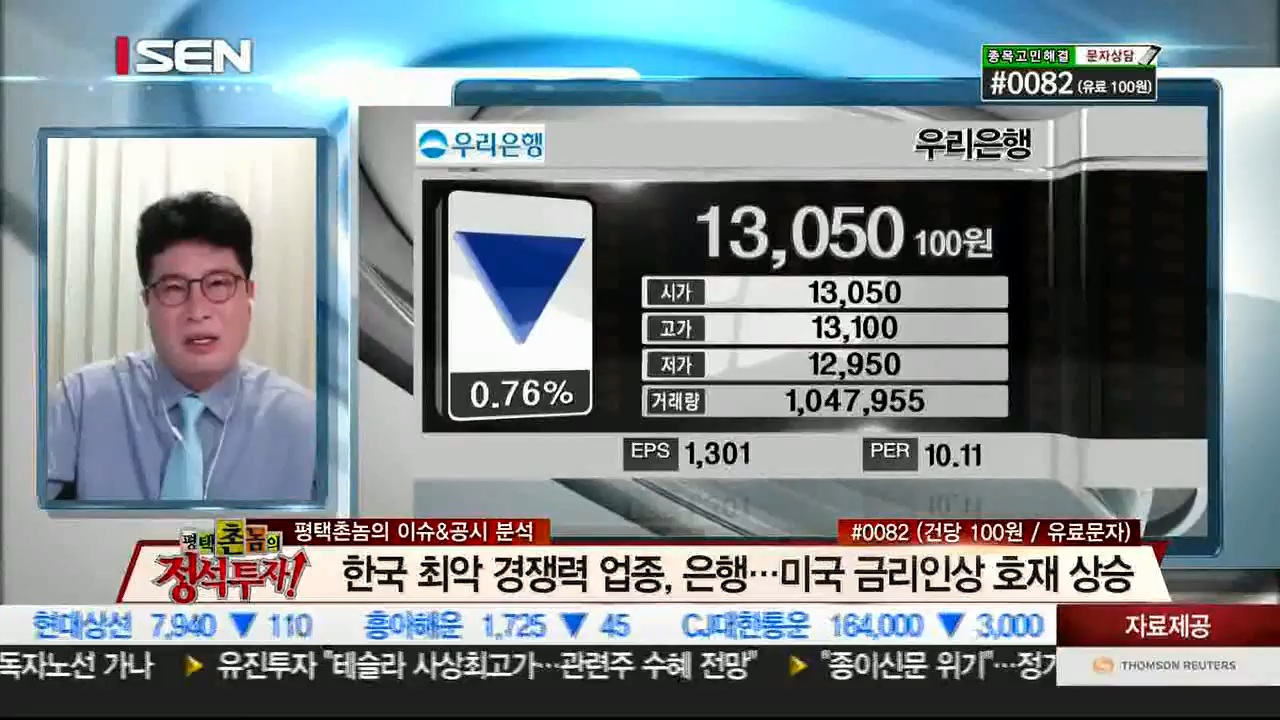 SEN
종목고민해결 문자상담
#0082 (유료 100원)
우리은행
우리은행
13,050 100원
0.76%
시가 13,050
고가 13,100
저가 12,950
거래량 1,047,955
EPS 1,301
PER 10.11
평택촌놈의 정석투자!
평택촌놈의 이슈&공시 분석
#0082 (건당 100원 / 유료문자)
한국 최악 경쟁력 업종, 은행…미국 금리인상 호재 상승
현대상선 7,940 ▼ 110 흥아해운 1,725 ▼ 45 CJ대한통운 164,000 ▼ 3,000
자료제공
독자노선 가나 ▶ 유진투자 "테슬라 사상최고가…관련주 수혜 전망" ▶ "종이신문 위기"…정기
THOMSON REUTERS